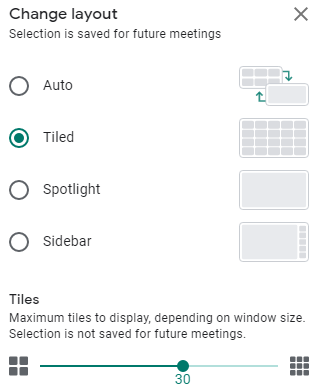 Change layout
Selection is saved for future meetings
Auto
Tiled
Spotlight
Sidebar
Tiles
Maximum tiles to display, depending on window size.
Selection is not saved for future meetings.
30